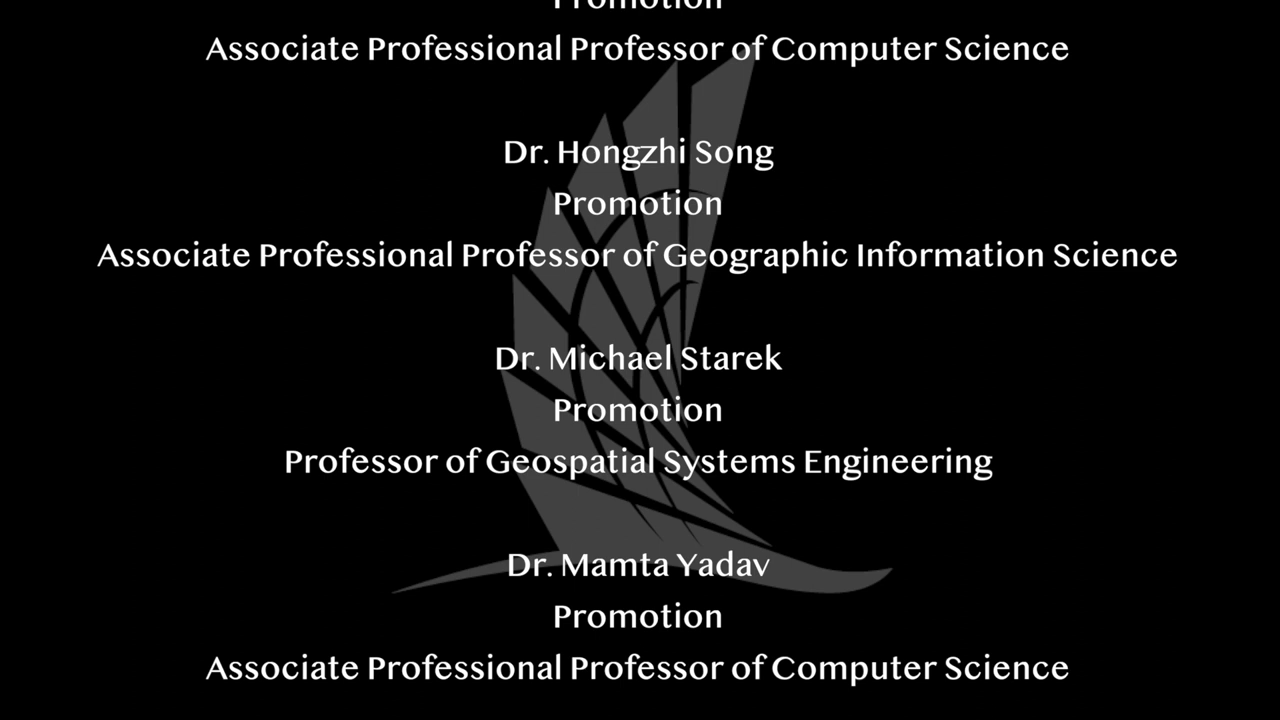 Promotion
Associate Professional Professor of Computer Science
Dr. Hongzhi Song
Promotion
Associate Professional Professor of Geographic Information Science
Dr. Michael Starek
Promotion
Professor of Geospatial Systems Engineering
Dr. Mamta Yadav
Promotion
Associate Professional Professor of Computer Science